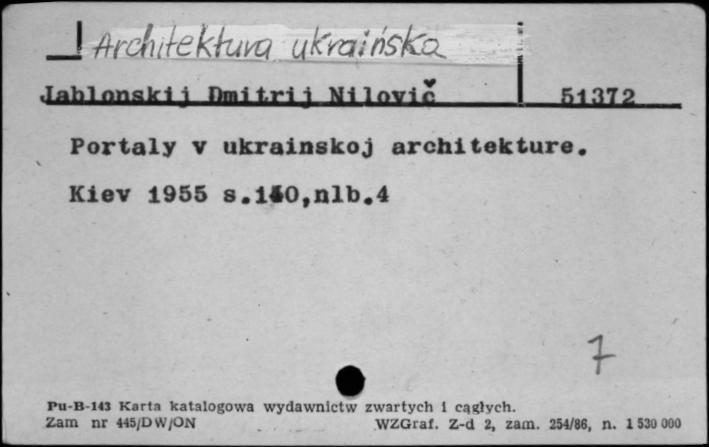 Architektura ukraińska
Jablonskij Dmitrij Nilovič 51372
Portaly v ukrainskoj architekture.
Kiev 1955 s.140,nlb.4
7
Pu-B-143 Karta katalogowa wydawnictw zwartych i ciągłych.
Zam nr 445/DW/ON WZGraf. Z-d 2, zam. 254/86, n. 1 530 000